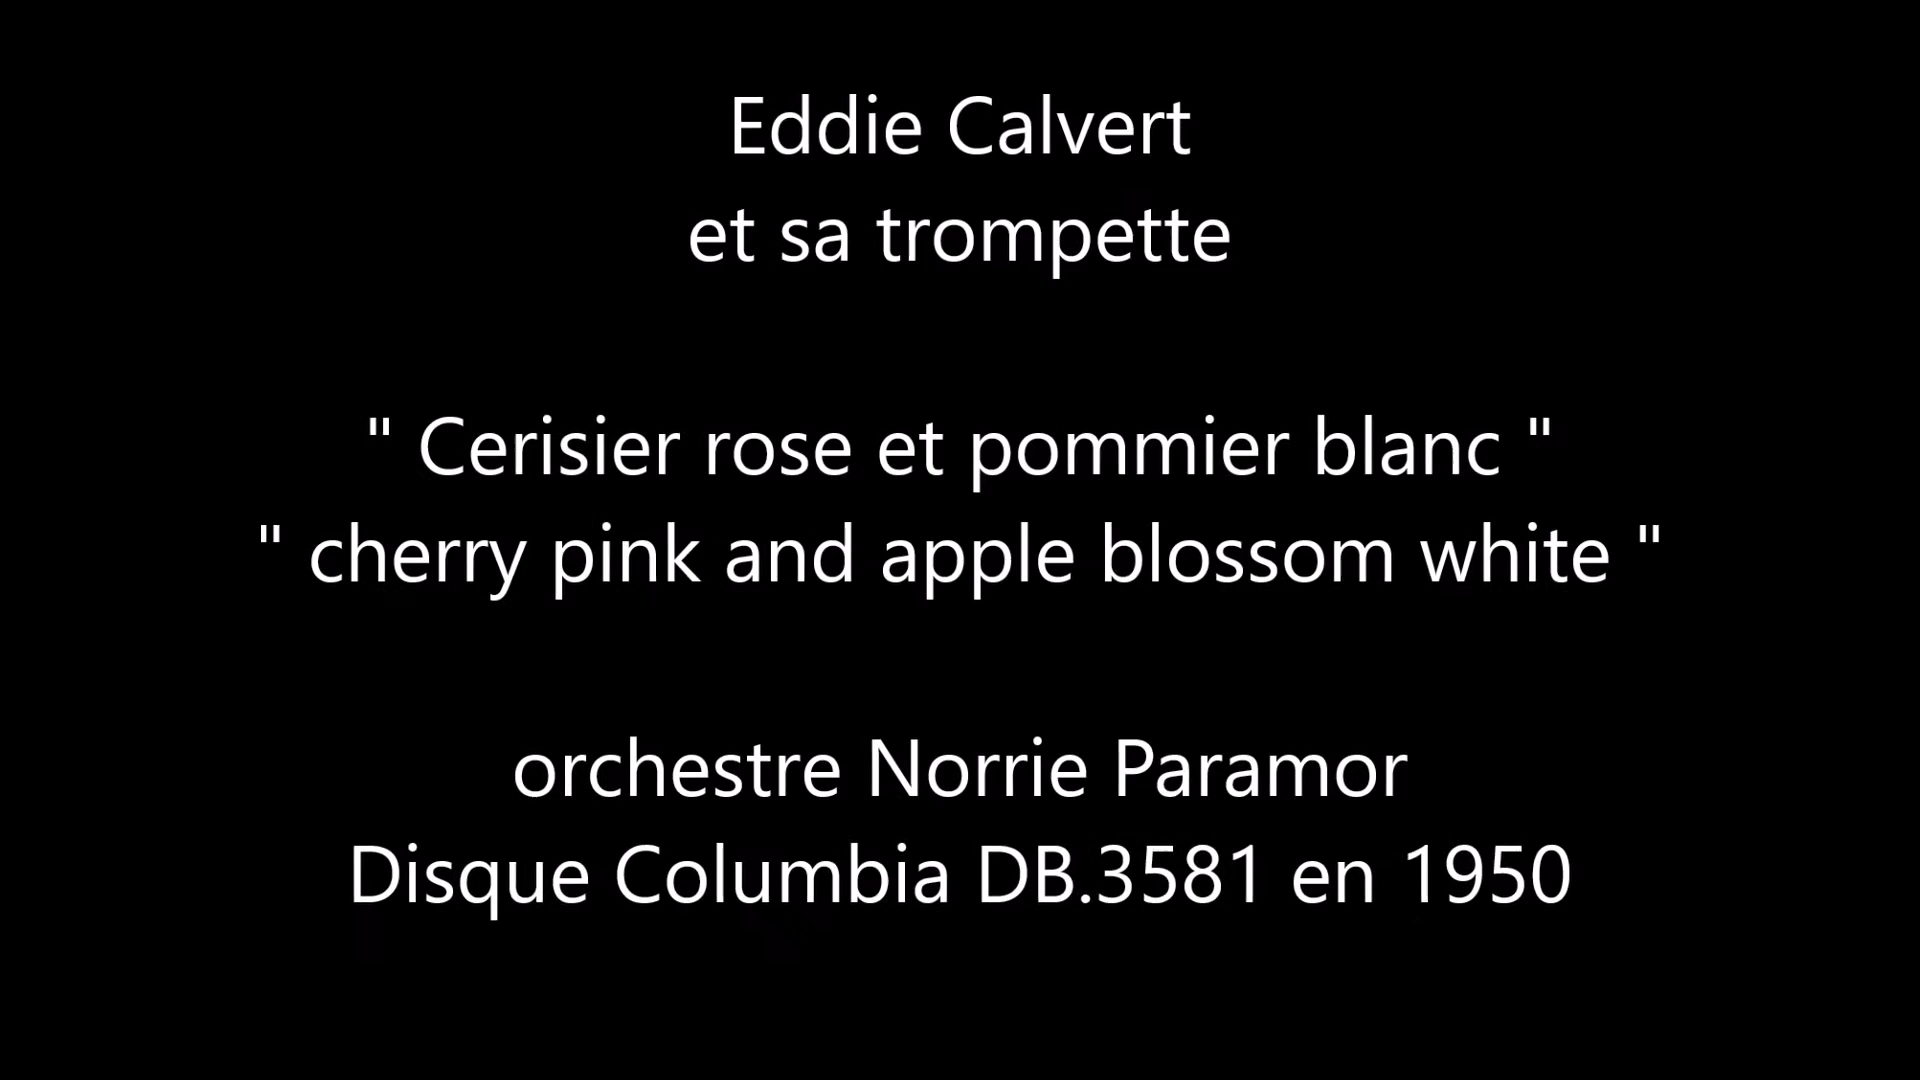 Eddie Calvert
et sa trompette
" Cerisier rose et pommier blanc "
" cherry pink and apple blossom white "
orchestre Norrie Paramor
Disque Columbia DB.3581 en 1950